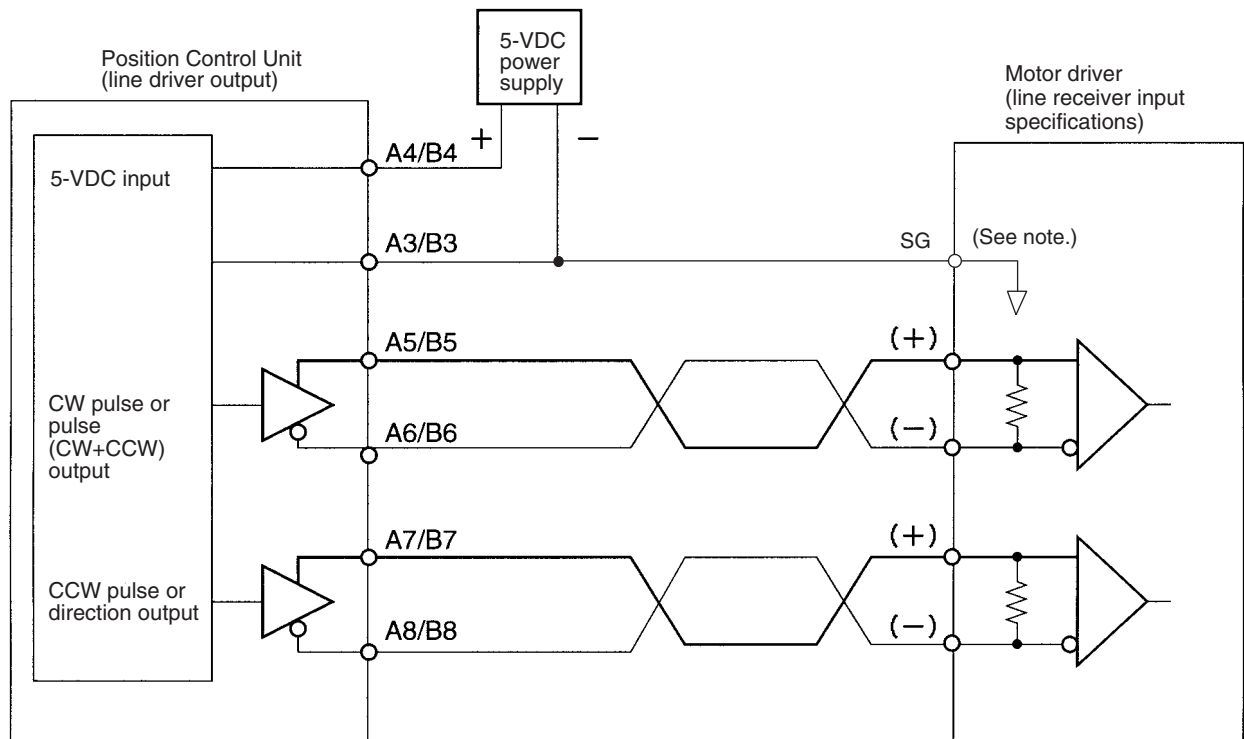 5-VDC
power
supply
Position Control Unit
(line driver output)
Motor driver
(line receiver input
specifications)
+
−
A4/B4
5-VDC input
A3/B3
SG
(See note.)
A5/B5
(+)
CW pulse or
pulse
(CW+CCW)
output
A6/B6
(−)
A7/B7
(+)
CCW pulse or
direction output
A8/B8
(−)